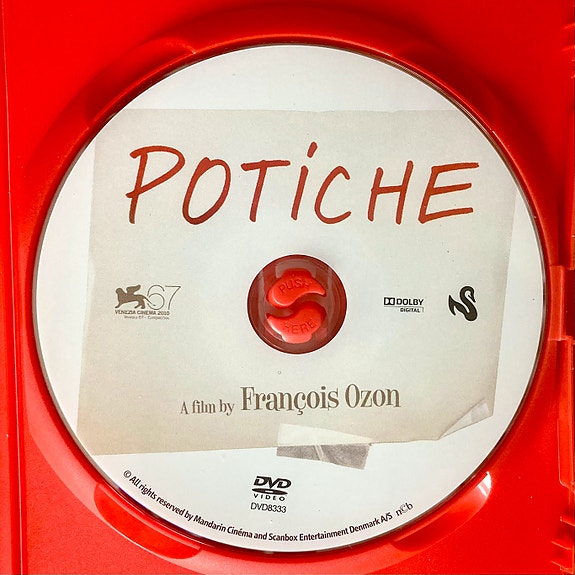 POTiCHE
PUSH
HERE
67
VENEZIA CINEMA 2010
DOLBY
DIGITAL
A film by François Ozon
DVD
VIDEO
DVD8333
© All rights reserved by Mandarin Cinéma and Scanbox Entertainment Denmark A/S n©b